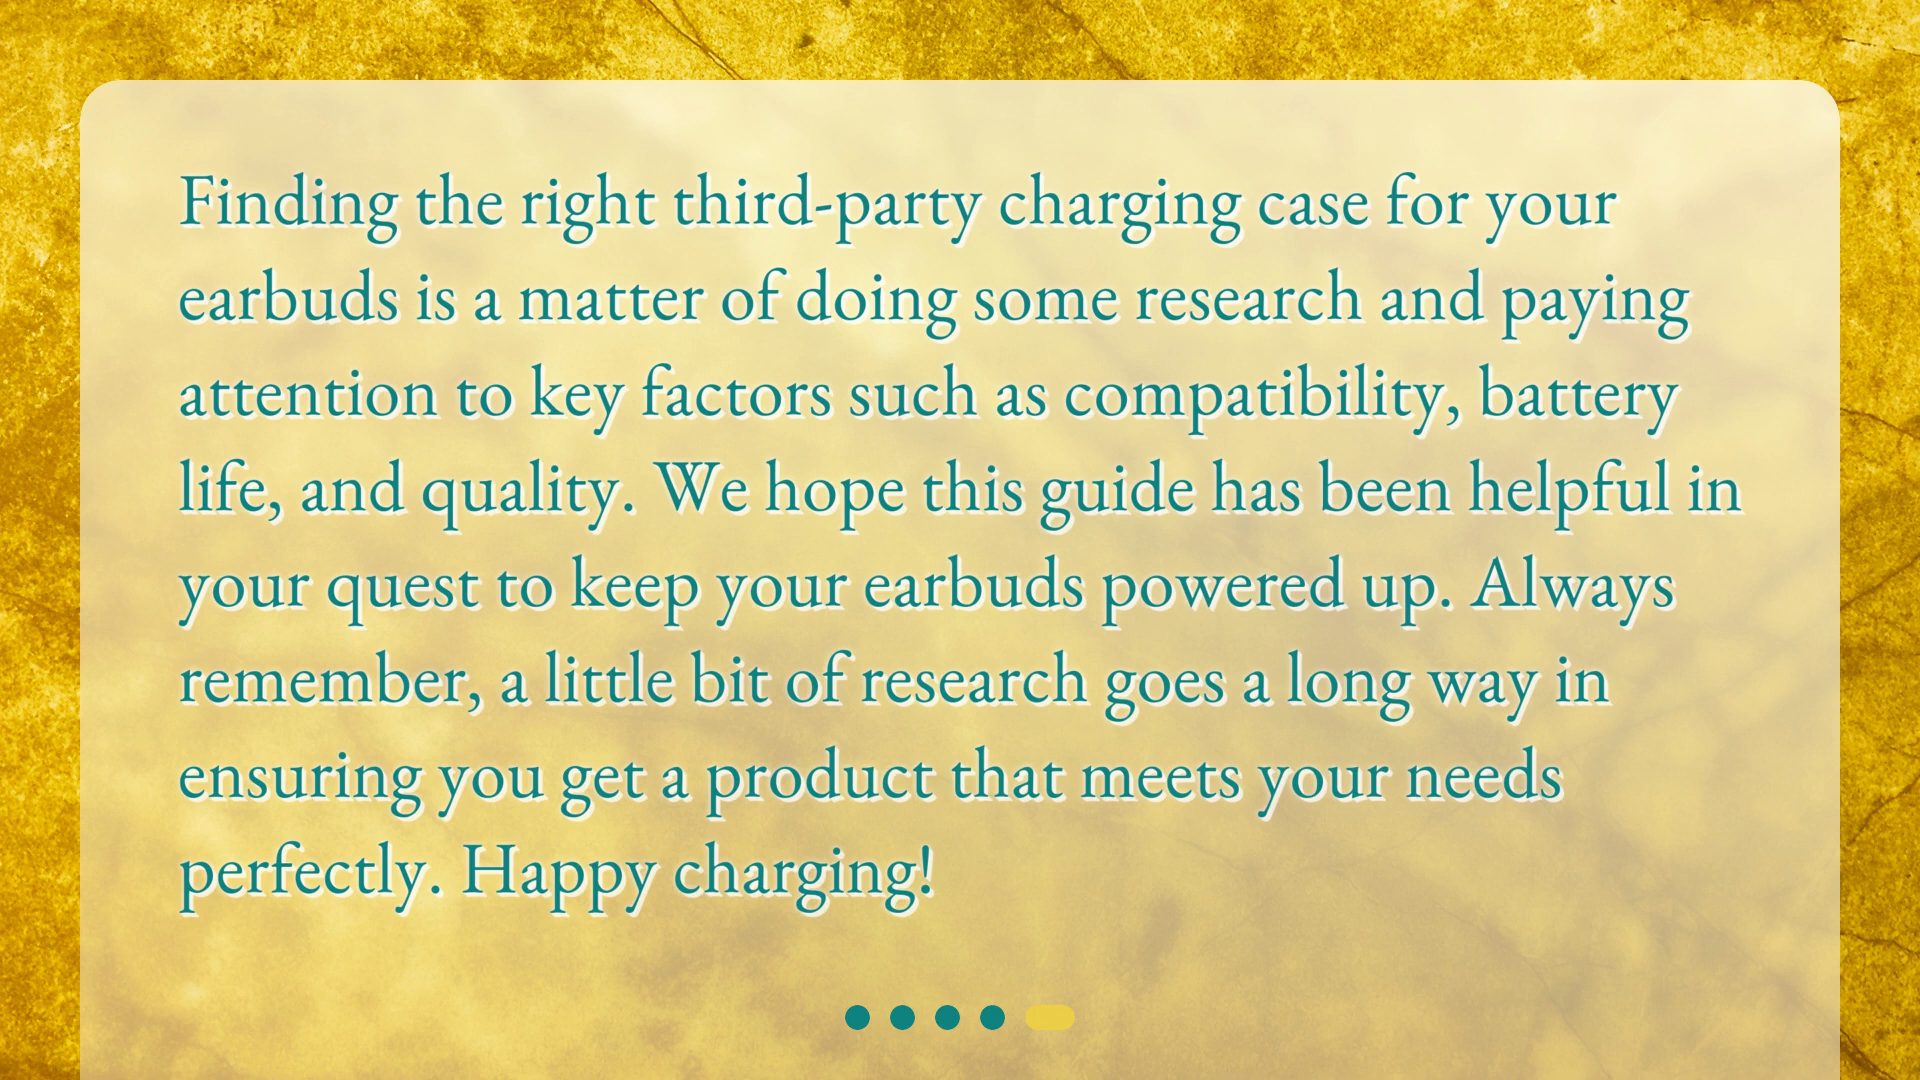 Finding the right third-party charging case for your
earbuds is a matter of doing some research and paying
attention to key factors such as compatibility, battery
life, and quality. We hope this guide has been helpful in
your quest to keep your earbuds powered up. Always
remember, a little bit of research goes a long way in
ensuring you get a product that meets your needs
perfectly. Happy charging!